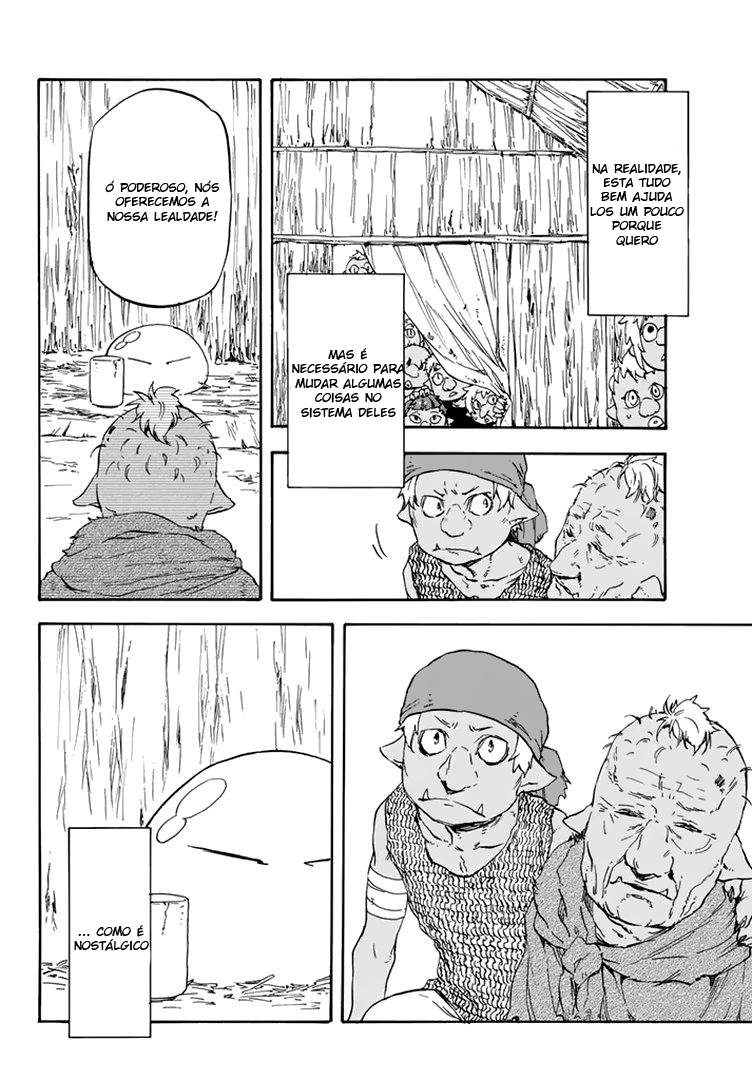 NA REALIDADE,
ESTA TUDO
BEM AJUDA
LOS UM POUCO
PORQUE
QUERO
MAS É
NECESSÁRIO PARA
MUDAR ALGUMAS
COISAS NO
SISTEMA DELES
Ó PODEROSO, NÓS
OFERECEMOS A
NOSSA LEALDADE!
... COMO É
NOSTÁLGICO